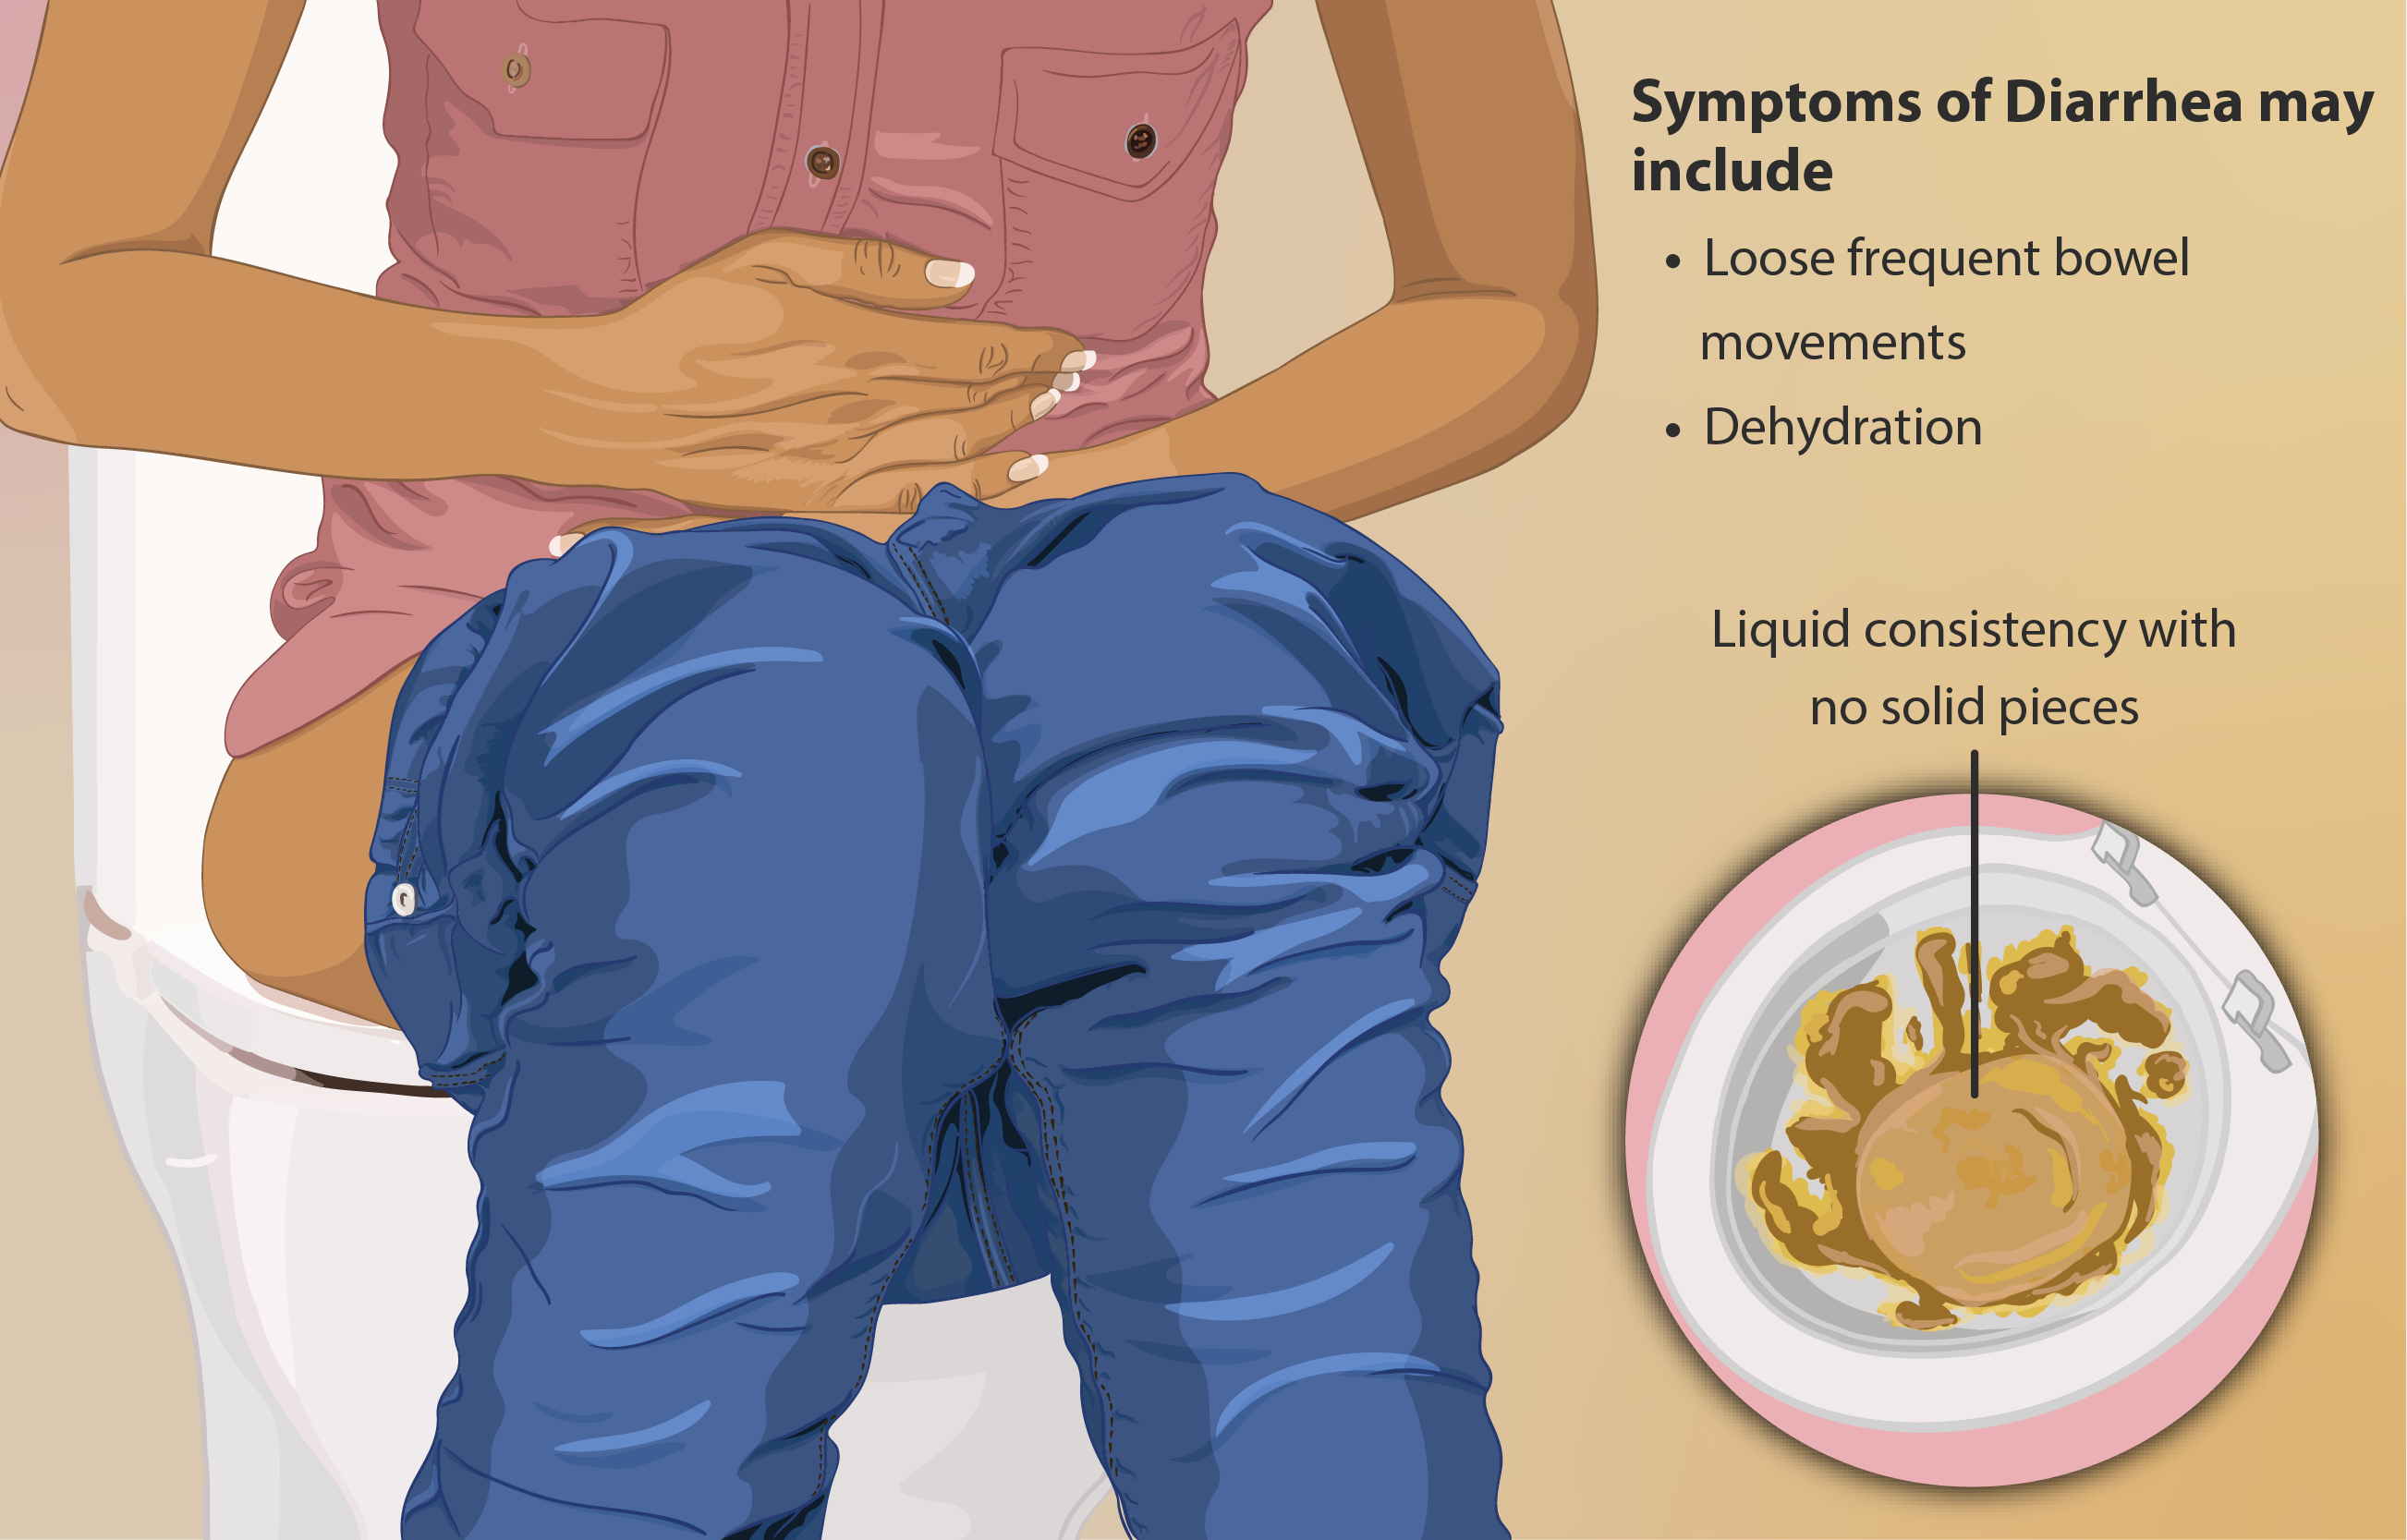 Symptoms of Diarrhea may
include
• Loose frequent bowel
movements
• Dehydration
Liquid consistency with
no solid pieces